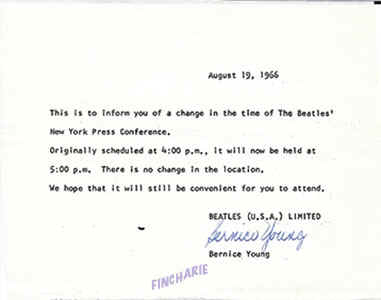 August 19, 1966
This is to inform you of a change in the time of The Beatles'
New York Press Conference.
Originally scheduled at 4:00 p.m., it will now be held at
5:00 p.m. There is no change in the location.
We hope that it will still be convenient for you to attend.
BEATLES (U.S.A.) LIMITED
Bernice Young
Bernice Young
FINCHARIE